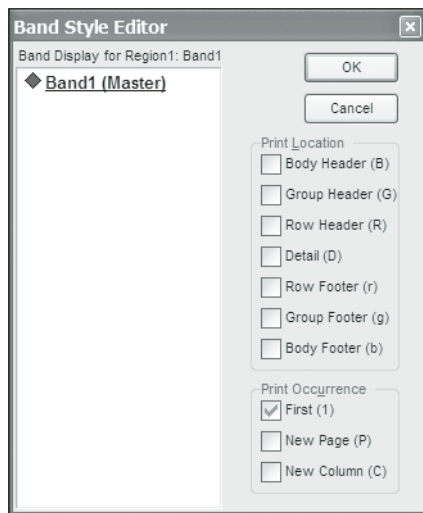 Band Style Editor
Band Display for Region1: Band1
Band1 (Master)
OK
Cancel
Print Location
Body Header (B)
Group Header (G)
Row Header (R)
Detail (D)
Row Footer (r)
Group Footer (g)
Body Footer (b)
Print Occurrence
First (1)
New Page (P)
New Column (C)